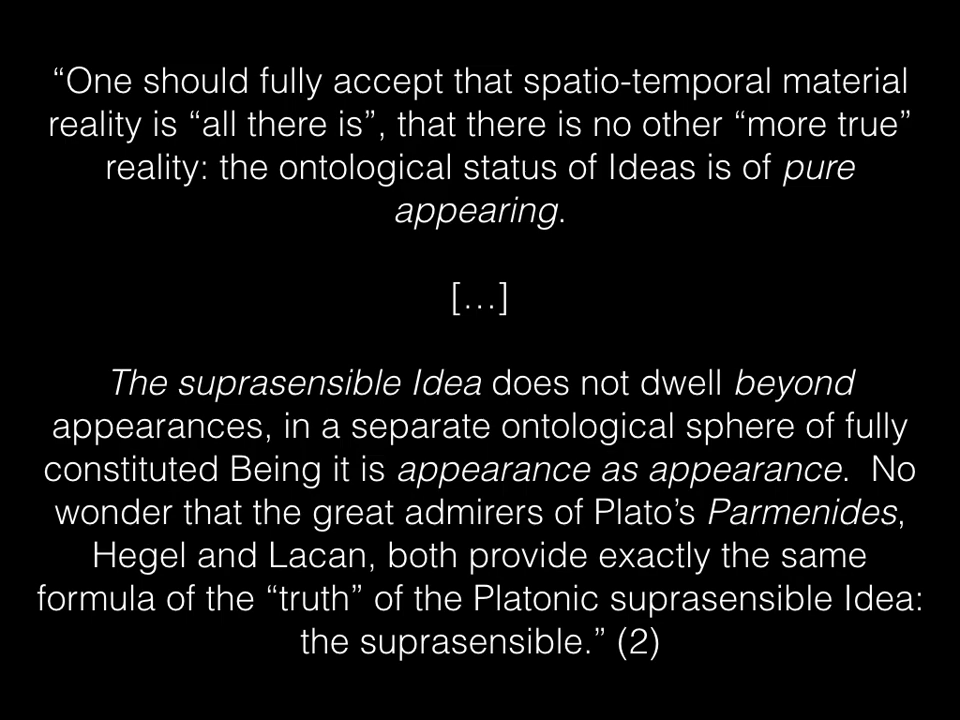 “One should fully accept that spatio-temporal material
reality is “all there is”, that there is no other “more true”
reality: the ontological status of Ideas is of pure
appearing.
[…]
The suprasensible Idea does not dwell beyond
appearances, in a separate ontological sphere of fully
constituted Being it is appearance as appearance.  No
wonder that the great admirers of Plato’s Parmenides,
Hegel and Lacan, both provide exactly the same
formula of the “truth” of the Platonic suprasensible Idea:
the suprasensible.” (2)